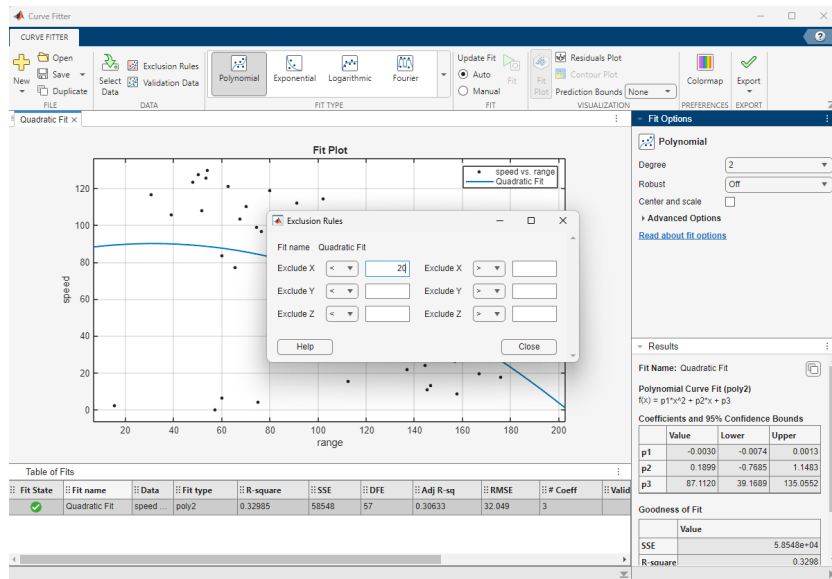 Curve Fitter
CURVE FITTER
New
Open
Save
Duplicate
FILE
Select Data
Exclusion Rules
Validation Data
DATA
Polynomial
Exponential
Logarithmic
Fourier
FIT TYPE
Update Fit
Auto
Manual
Fit
FIT
Fit Plot
Residuals Plot
Contour Plot
Prediction Bounds None
VISUALIZATION
Colormap
PREFERENCES
Export
EXPORT
Quadratic Fit ×
Fit Plot
speed vs. range
Quadratic Fit
120
100
80
60
40
20
0
speed
20 40 60 80 100 120 140 160 180 200
range
Exclusion Rules
Fit name Quadratic Fit
Exclude X < 20 Exclude X >
Exclude Y < Exclude Y >
Exclude Z < Exclude Z >
Help Close
Fit Options
Polynomial
Degree 2
Robust Off
Center and scale
Advanced Options
Read about fit options
Results
Fit Name: Quadratic Fit
Polynomial Curve Fit (poly2)
f(x) = p1*x^2 + p2*x + p3
Coefficients and 95% Confidence Bounds
Value Lower Upper
p1 -0.0030 -0.0074 0.0013
p2 0.1899 -0.7685 1.1483
p3 87.1120 39.1689 135.0552
Goodness of Fit
Value
SSE 5.8548e+04
R-square 0.3298
Table of Fits
Fit State Fit name Data Fit type R-square SSE DFE Adj R-sq RMSE # Coeff Valid
Quadratic Fit speed ... poly2 0.32985 58548 57 0.30633 32.049 3